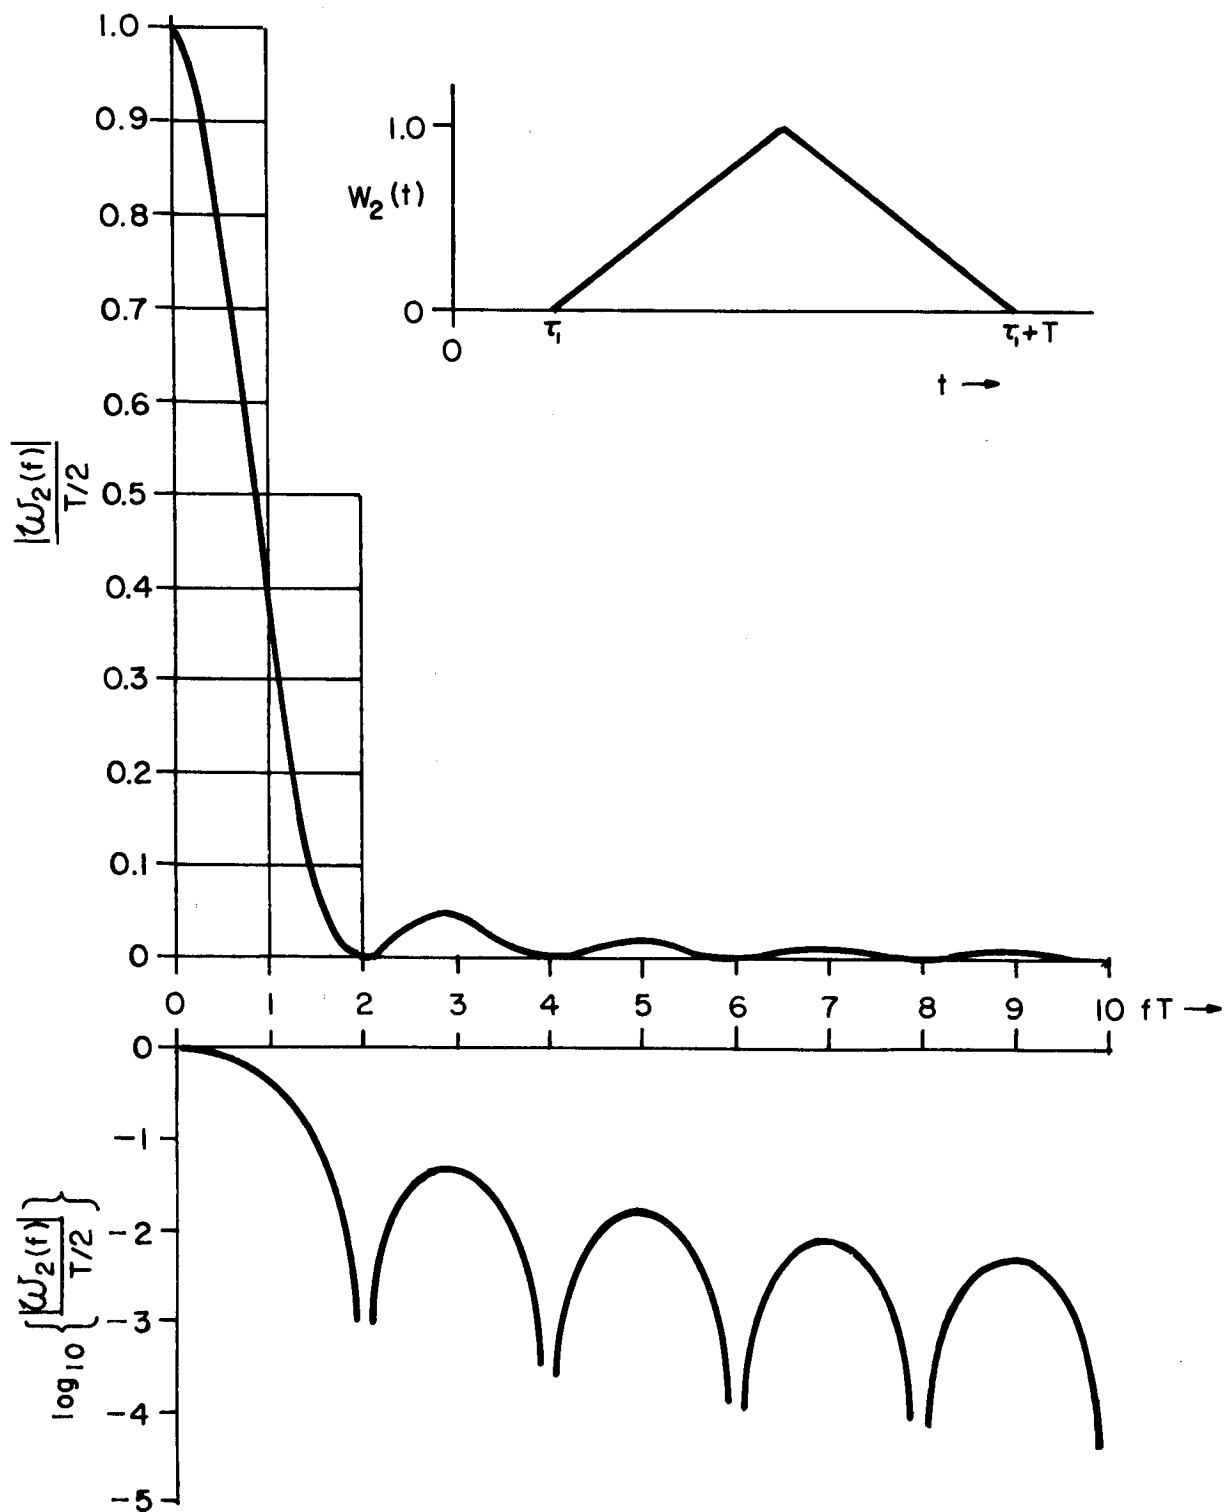 1.0
0.9
0.8
0.7
0.6
0.5
0.4
0.3
0.2
0.1
0
|W₂(f)|
T/2
1.0
W₂(t)
0
0
τ₁
τ₁+T
t →
0 1 2 3 4 5 6 7 8 9 10 fT →
0
-1
-2
-3
-4
-5
log₁₀ { |W₂(f)| / T/2 }